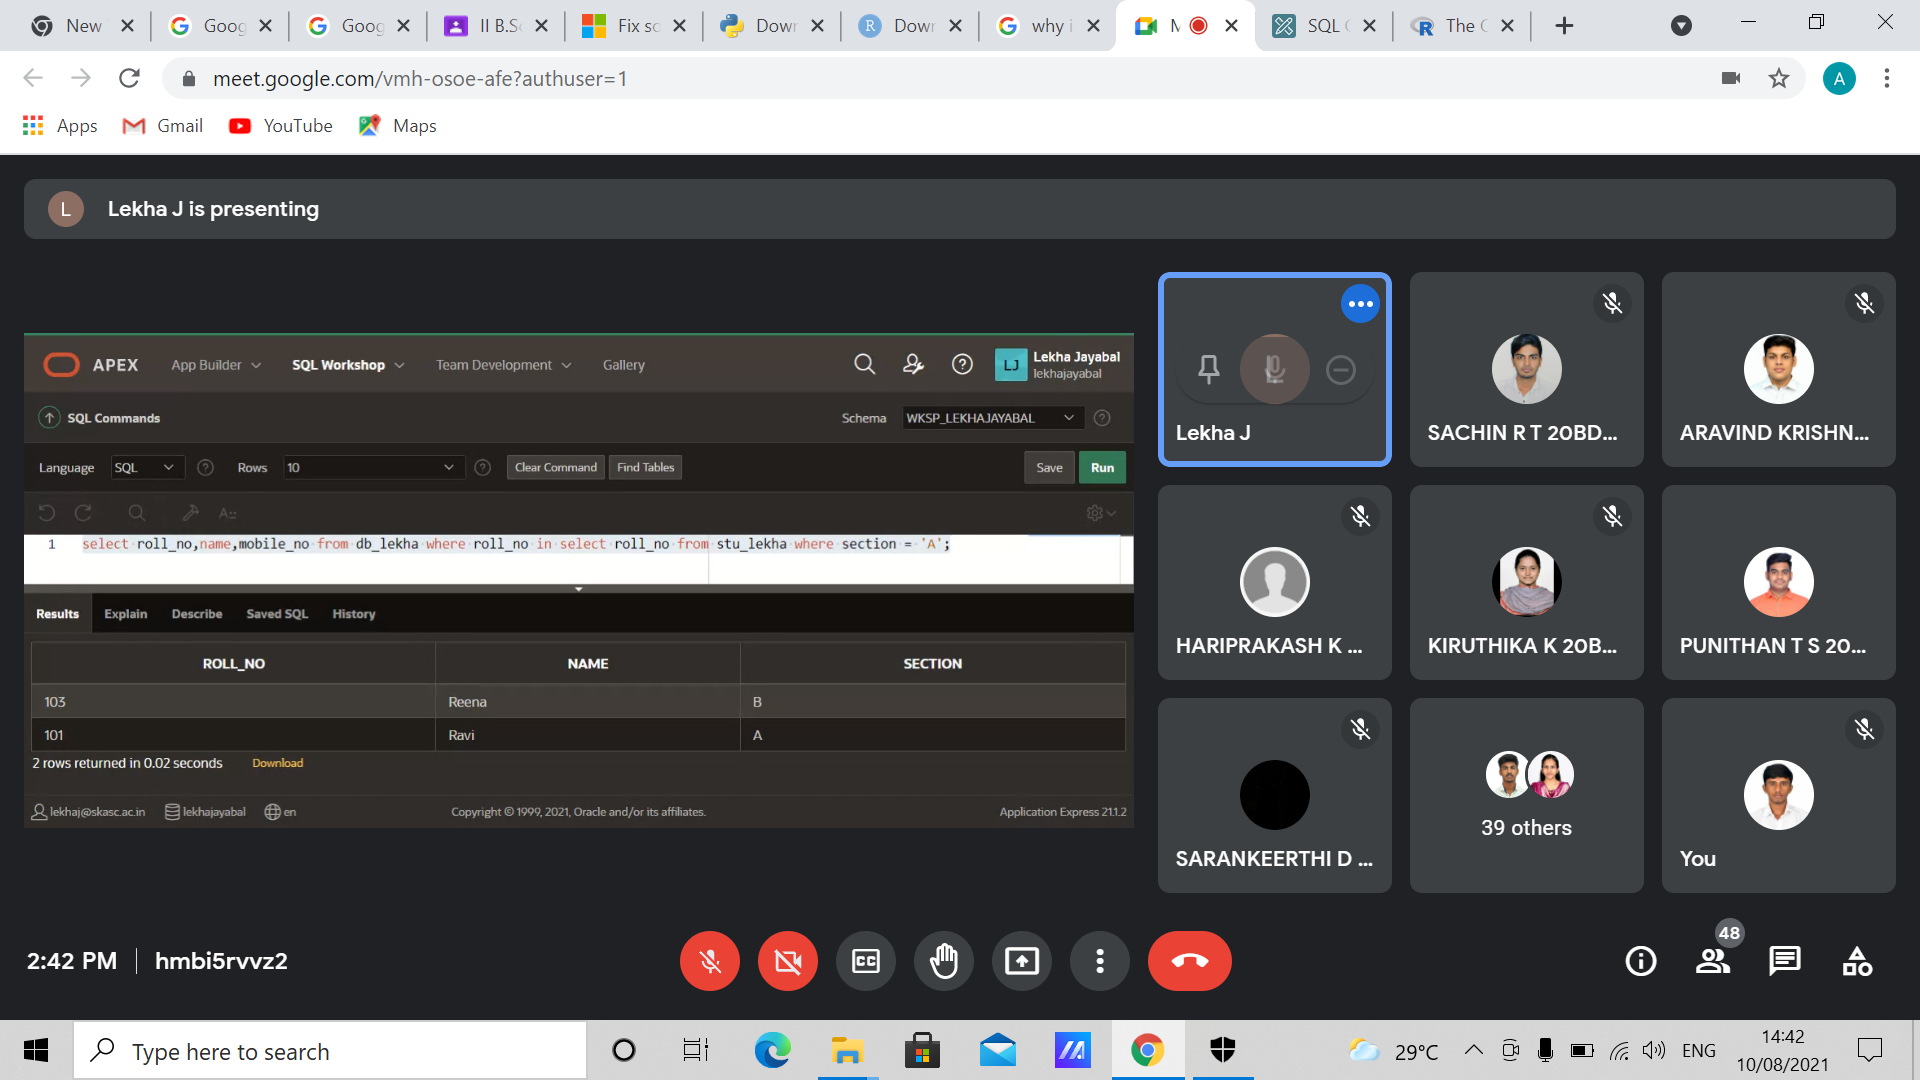 New
Goog
Goog
II B.Sc
Fix so
Down
Down
why i
M
SQL C
The C
meet.google.com/vmh-osoe-afe?authuser=1
A
Apps
Gmail
YouTube
Maps
L
Lekha J is presenting
APEX
App Builder
SQL Workshop
Team Development
Gallery
LJ
Lekha Jayabal
lekhajayabal
SQL Commands
Schema
WKSP_LEKHAJAYABAL
Language
SQL
Rows
10
Clear Command
Find Tables
Save
Run
1 select roll_no,name,mobile_no from db_lekha where roll_no in select roll_no from stu_lekha where section = 'A';
Results
Explain
Describe
Saved SQL
History
ROLL_NO NAME SECTION
103 Reena B
101 Ravi A
2 rows returned in 0.02 seconds
Download
lekhaj@skasc.ac.in
lekhajayabal
en
Copyright © 1999, 2021, Oracle and/or its affiliates.
Application Express 21.1.2
Lekha J
SACHIN R T 20BD...
ARAVIND KRISHN...
HARIPRAKASH K ...
KIRUTHIKA K 20B...
PUNITHAN T S 20...
SARANKEERTHI D ...
39 others
You
2:42 PM
hmbi5rvvz2
CC
48
Type here to search
29°C
ENG
14:42
10/08/2021